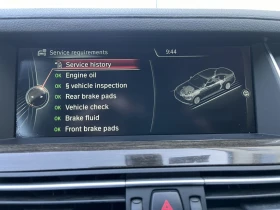 Service requirements
9:44
Service history
OK Engine oil
OK § vehicle inspection
OK Rear brake pads
OK Vehicle check
OK Brake fluid
OK Front brake pads